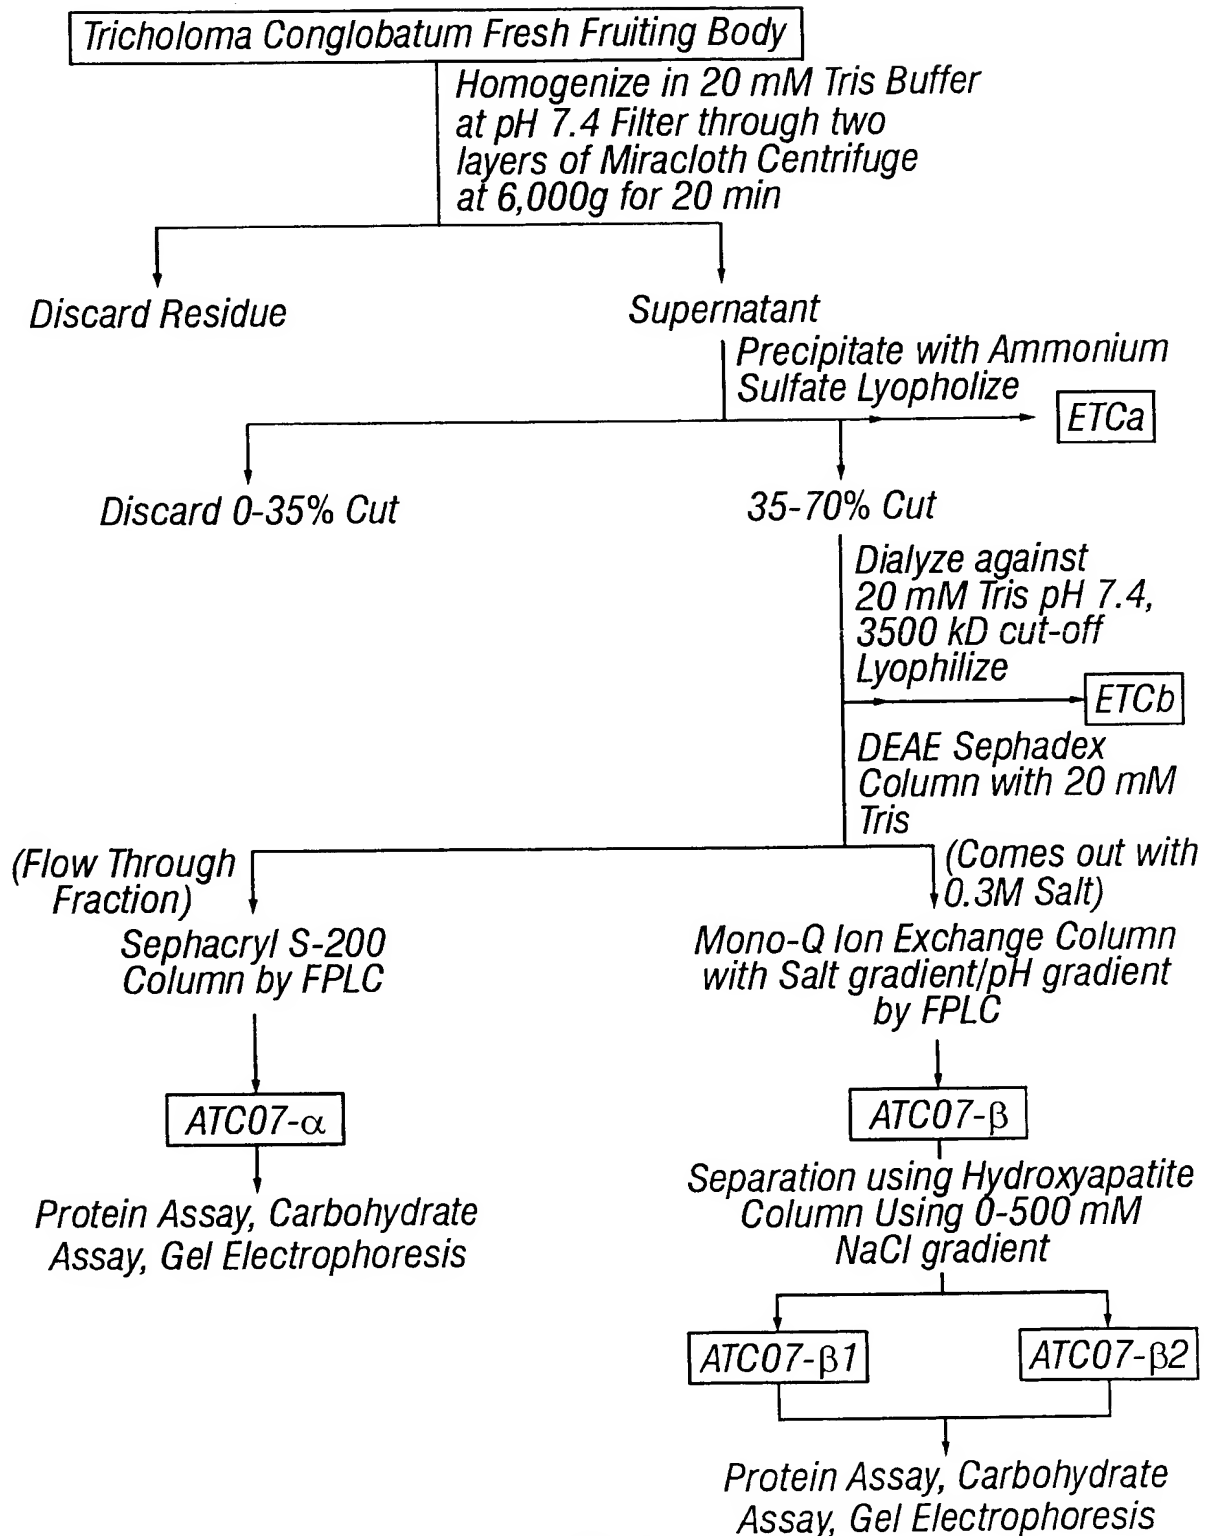 Tricholoma Conglobatum Fresh Fruiting Body
Homogenize in 20 mM Tris Buffer
at pH 7.4 Filter through two
layers of Miracloth Centrifuge
at 6,000g for 20 min
Discard Residue
Supernatant
Precipitate with Ammonium
Sulfate Lyopholize
ETCa
Discard 0-35% Cut
35-70% Cut
Dialyze against
20 mM Tris pH 7.4,
3500 kD cut-off
Lyophilize
ETCb
DEAE Sephadex
Column with 20 mM
Tris
(Flow Through
Fraction)
(Comes out with
0.3M Salt)
Sephacryl S-200
Column by FPLC
Mono-Q Ion Exchange Column
with Salt gradient/pH gradient
by FPLC
ATC07-α
ATC07-β
Protein Assay, Carbohydrate
Assay, Gel Electrophoresis
Separation using Hydroxyapatite
Column Using 0-500 mM
NaCl gradient
ATC07-β1
ATC07-β2
Protein Assay, Carbohydrate
Assay, Gel Electrophoresis